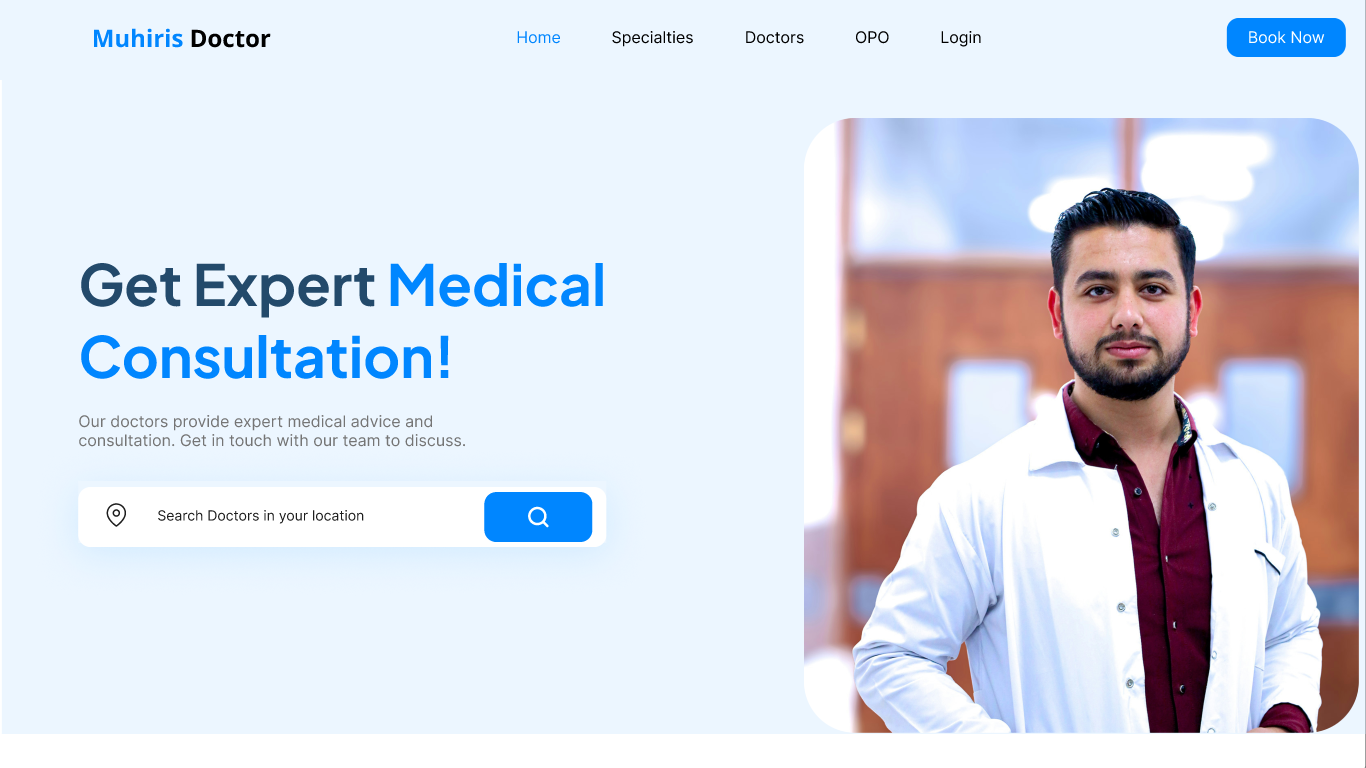 Muhiris Doctor
Home Specialties Doctors OPO Login
Book Now
Get Expert Medical
Consultation!
Our doctors provide expert medical advice and
consultation. Get in touch with our team to discuss.
Search Doctors in your location